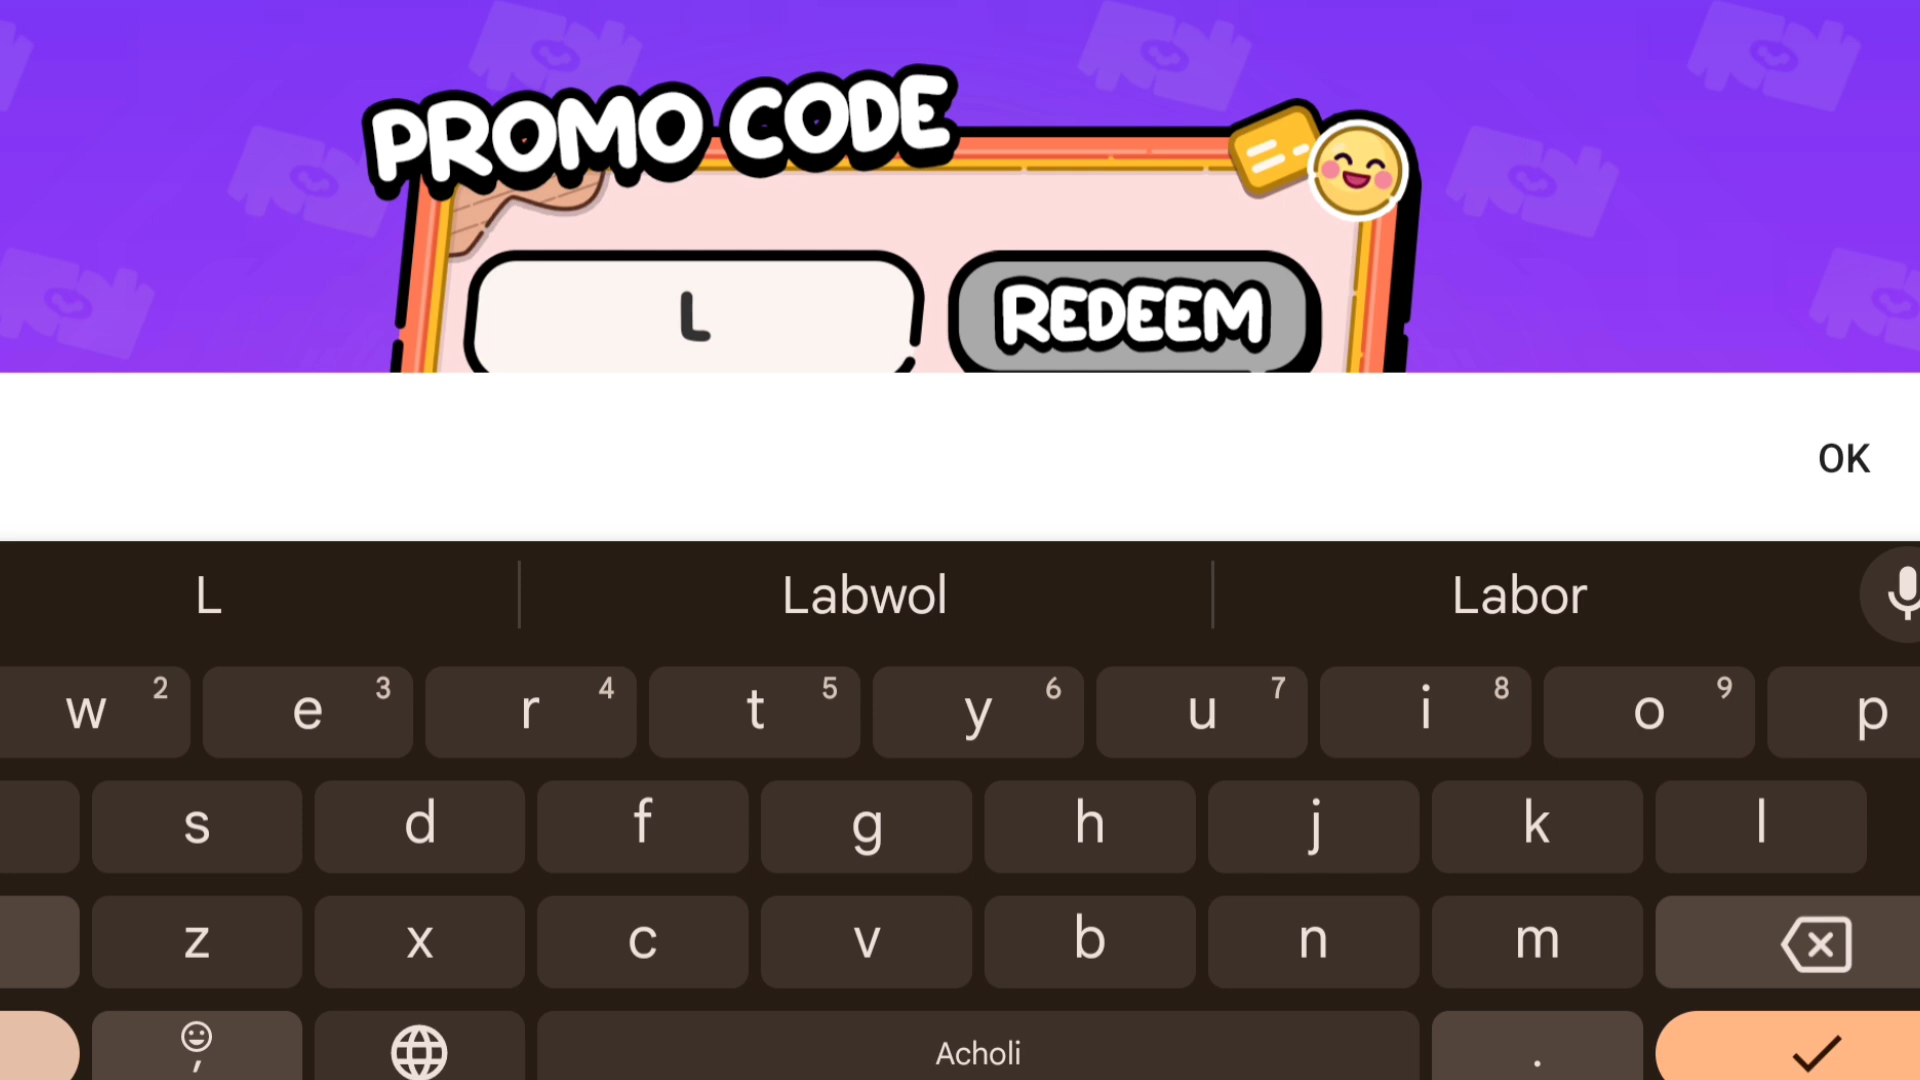 PROMO CODE
L REDEEM
OK
L Labwol Labor
w 2 e 3 r 4 t 5 y 6 u 7 i 8 o 9 p
s d f g h j k l
z x c v b n m
, Acholi .